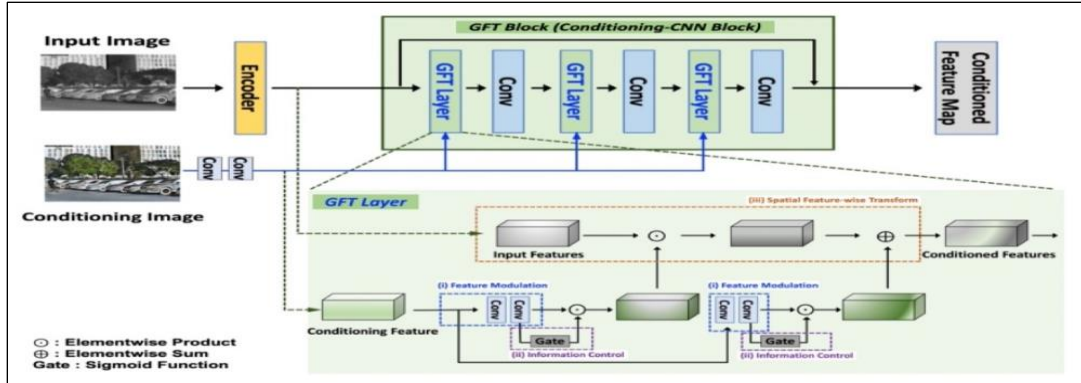 GFT Block (Conditioning-CNN Block)
Input Image
Encoder
GFT Layer
Conv
GFT Layer
Conv
GFT Layer
Conv
Conditioned
Feature Map
Conv
Conv
Conditioning Image
GFT Layer
(iii) Spatial Feature-wise Transform
Input Features
Conditioned Features
(i) Feature Modulation
(i) Feature Modulation
Conv
Conv
Conv
Conv
Conditioning Feature
Gate
Gate
(ii) Information Control
(ii) Information Control
⊙ : Elementwise Product
⊕ : Elementwise Sum
Gate : Sigmoid Function